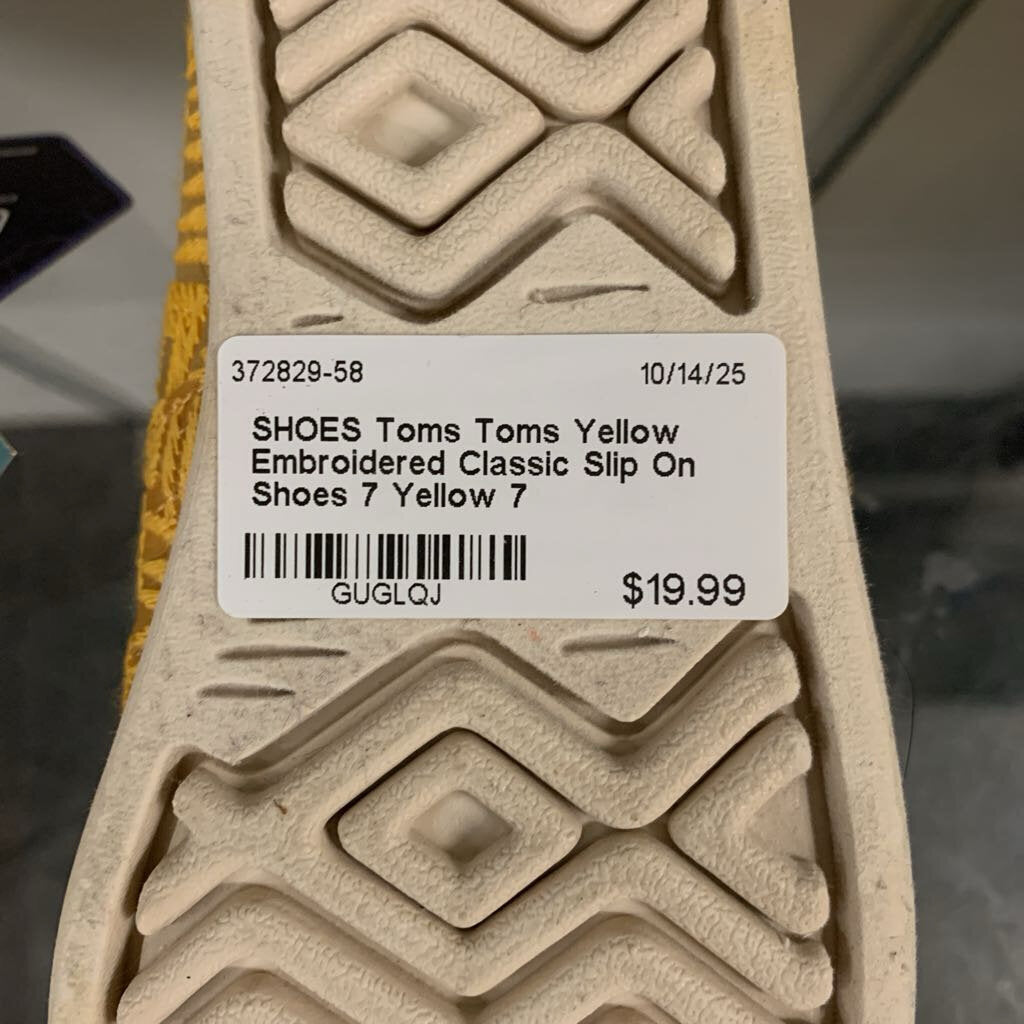 372829-58 10/14/25
SHOES Toms Toms Yellow
Embroidered Classic Slip On
Shoes 7 Yellow 7
GUGLQJ
$19.99